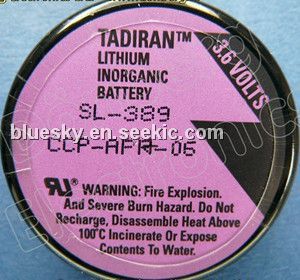 TADIRAN™
LITHIUM
INORGANIC
BATTERY
3.6 VOLTS
SL-389
bluesky.en.seekic.com
CCP-AFA-06
WARNING: Fire Explosion.
And Severe Burn Hazard. Do Not
Recharge, Disassemble Heat Above
100°C Incinerate Or Expose
Contents To Water.